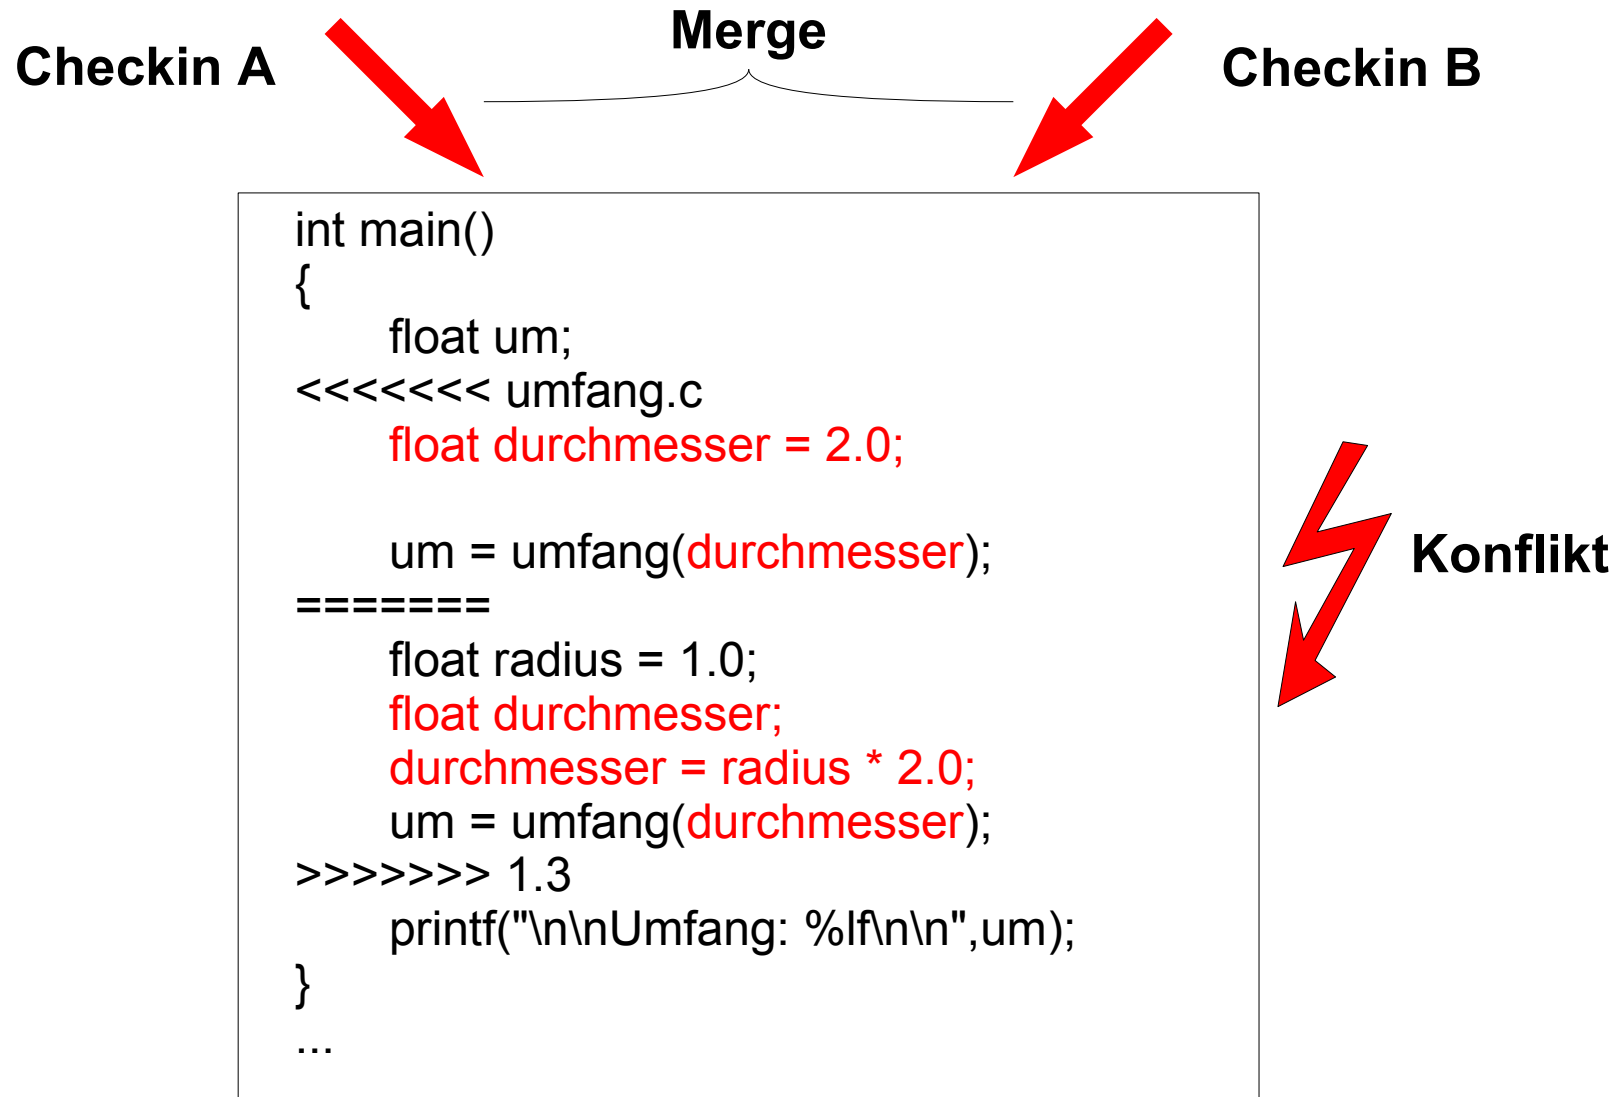 Merge
Checkin A
Checkin B
int main()
{
float um;
<<<<<<< umfang.c
float durchmesser = 2.0;
um = umfang(durchmesser);
=======
float radius = 1.0;
float durchmesser;
durchmesser = radius * 2.0;
um = umfang(durchmesser);
>>>>>>> 1.3
printf("\n\nUmfang: %lf\n\n",um);
}
...
Konflikt